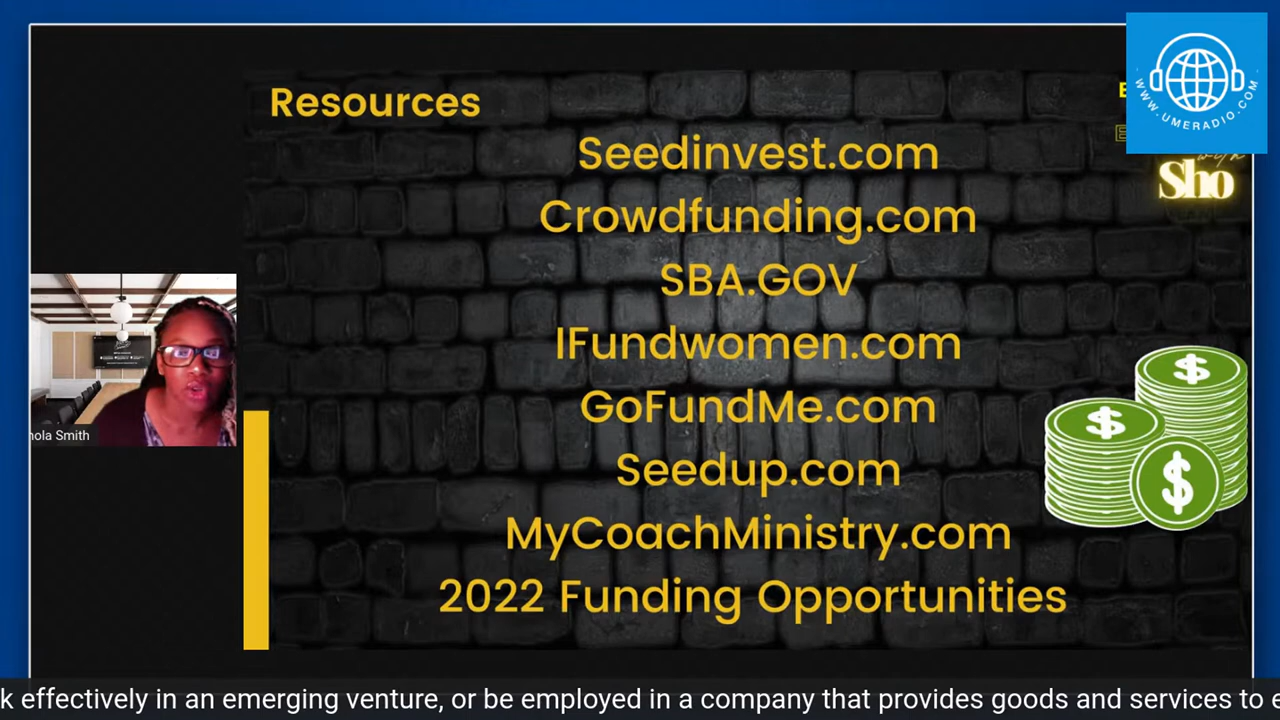 Resources
Seedinvest.com
Crowdfunding.com
SBA.GOV
IFundwomen.com
GoFundMe.com
Seedup.com
MyCoachMinistry.com
2022 Funding Opportunities
WWW.UMERADIO.COM
with
Sho
Smith
effectively in an emerging venture, or be employed in a company that provides goods and services to